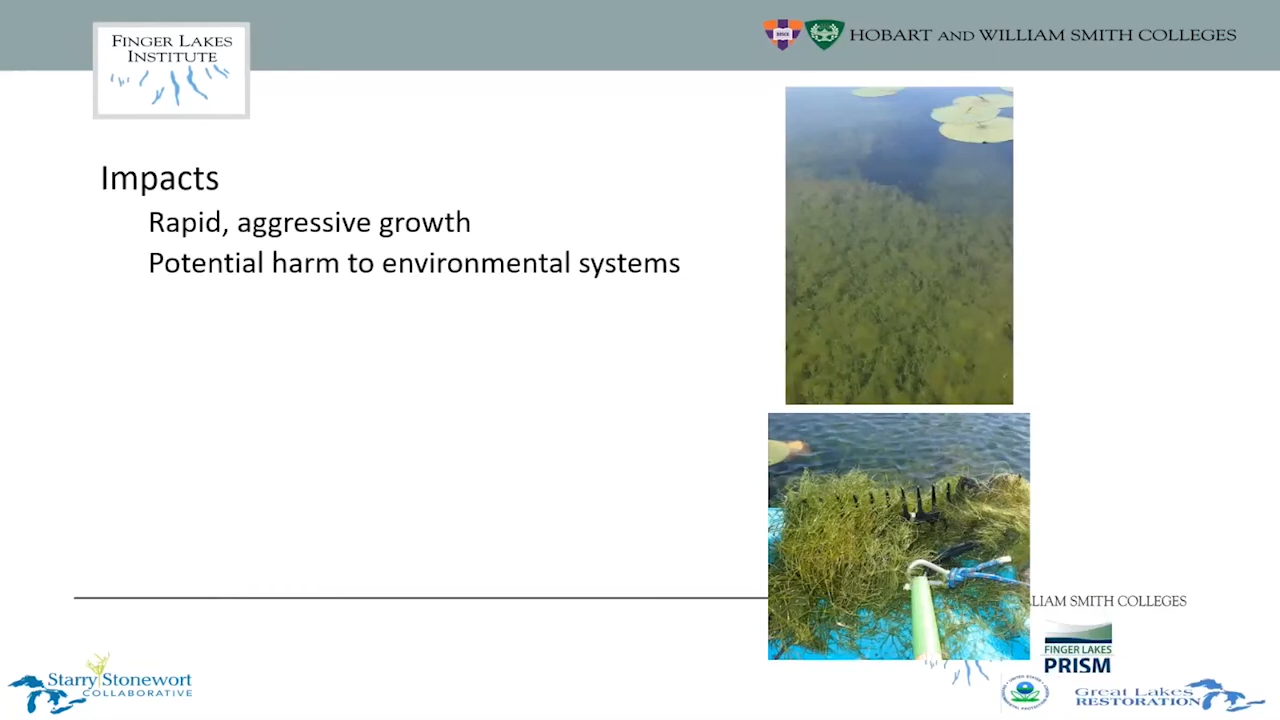 FINGER LAKES
INSTITUTE
HOBART AND WILLIAM SMITH COLLEGES
Impacts
Rapid, aggressive growth
Potential harm to environmental systems
LIAM SMITH COLLEGES
FINGER LAKES
PRISM
Starry Stonewort
COLLABORATIVE
Great Lakes
RESTORATION